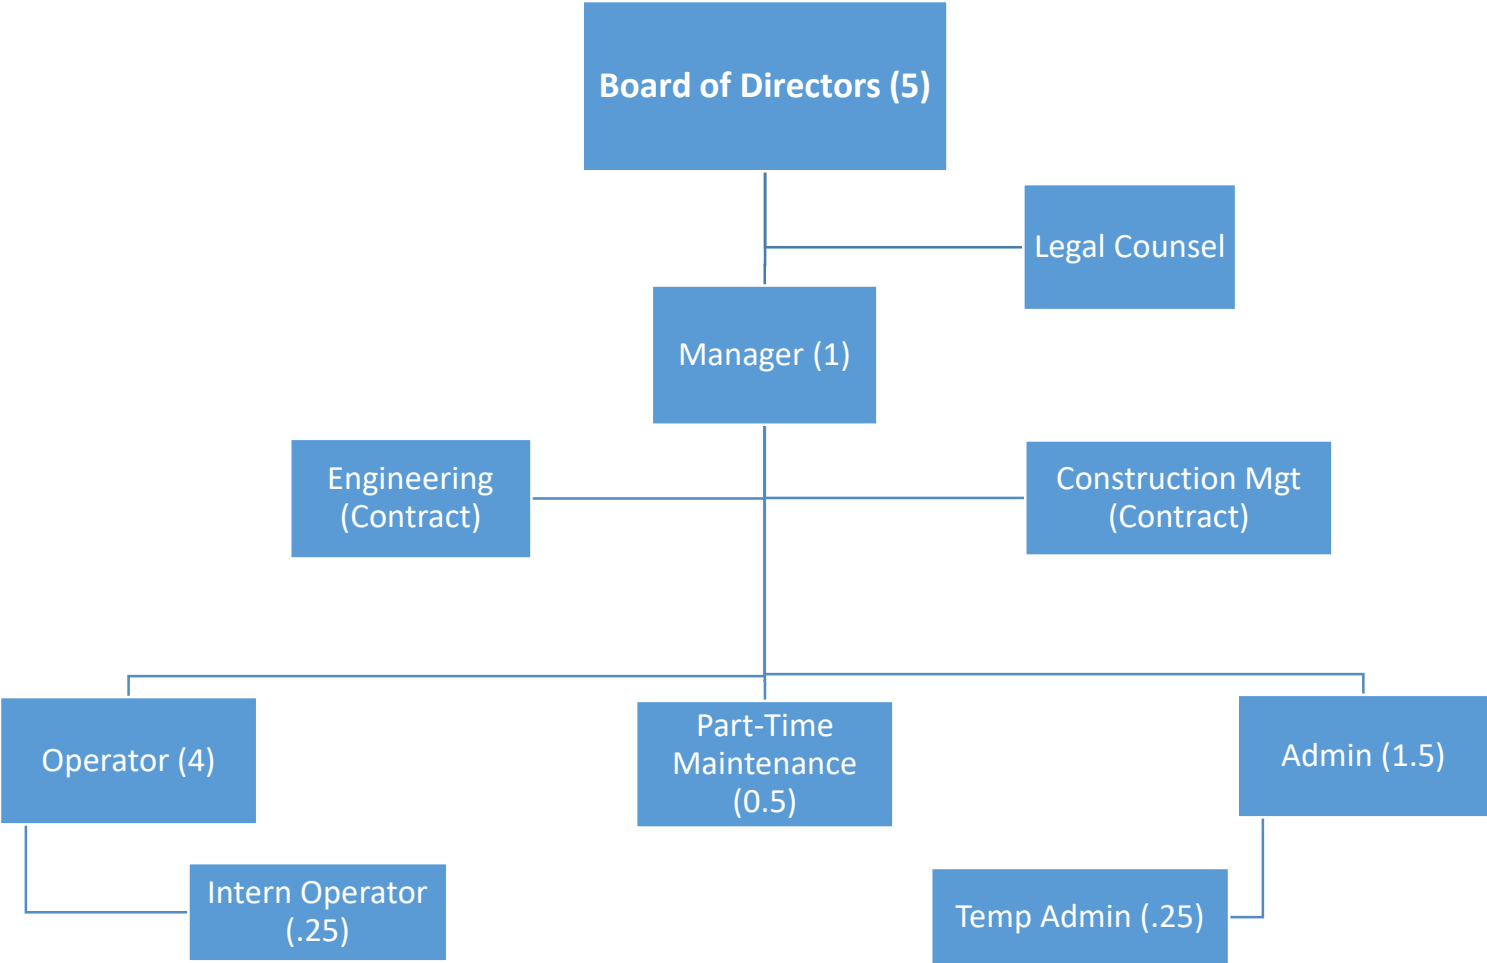 Board of Directors (5)
Legal Counsel
Manager (1)
Engineering
(Contract)
Construction Mgt
(Contract)
Operator (4)
Part-Time
Maintenance
(0.5)
Admin (1.5)
Intern Operator
(.25)
Temp Admin (.25)